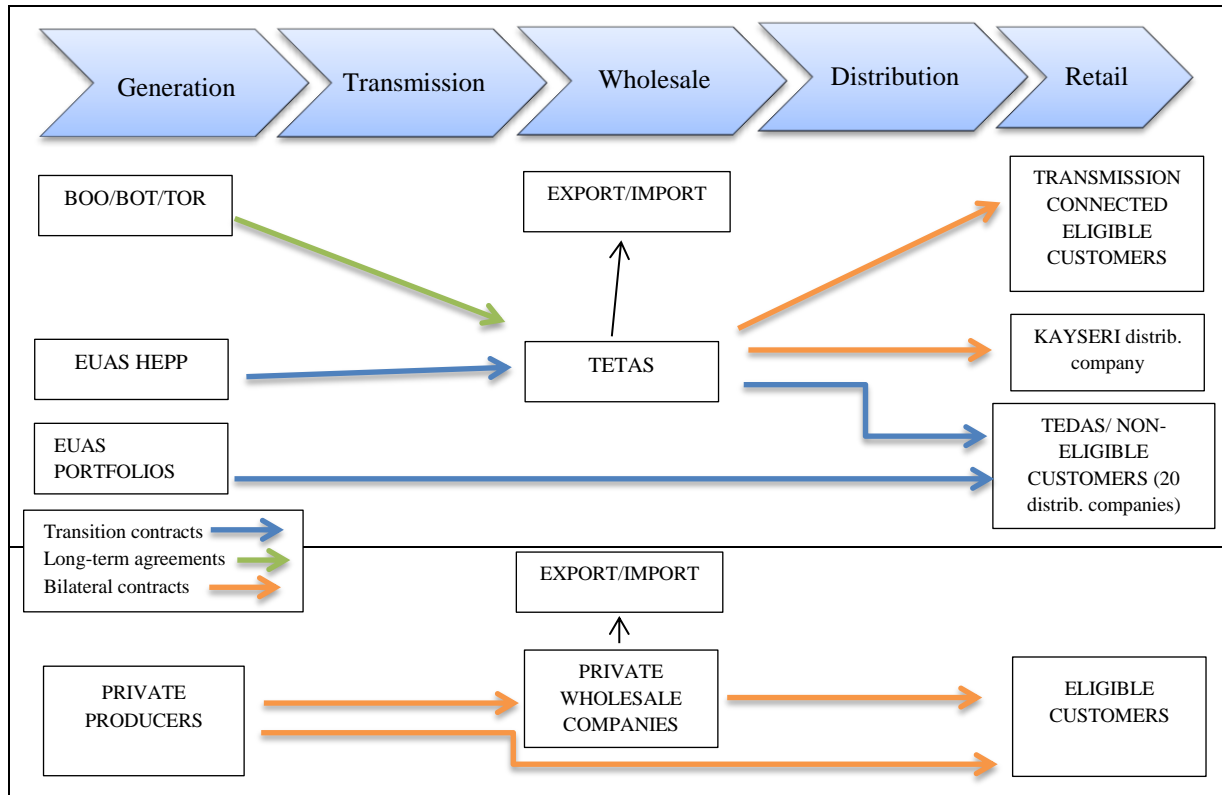 Generation
Transmission
Wholesale
Distribution
Retail
BOO/BOT/TOR
EXPORT/IMPORT
TRANSMISSION
CONNECTED
ELIGIBLE
CUSTOMERS
EUAS HEPP
TETAS
KAYSERI distrib.
company
EUAS
PORTFOLIOS
TEDAS/ NON-
ELIGIBLE
CUSTOMERS (20
distrib. companies)
Transition contracts
Long-term agreements
Bilateral contracts
EXPORT/IMPORT
PRIVATE
PRODUCERS
PRIVATE
WHOLESALE
COMPANIES
ELIGIBLE
CUSTOMERS